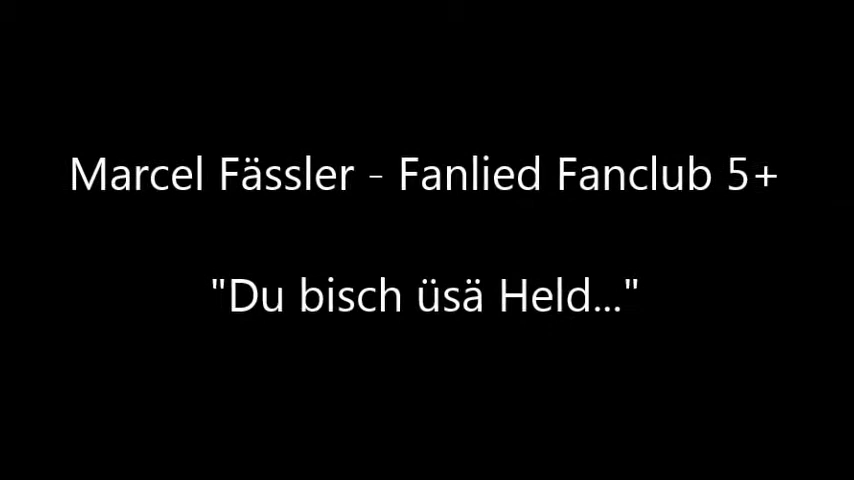 Marcel Fässler - Fanlied Fanclub 5+
"Du bisch üsä Held..."